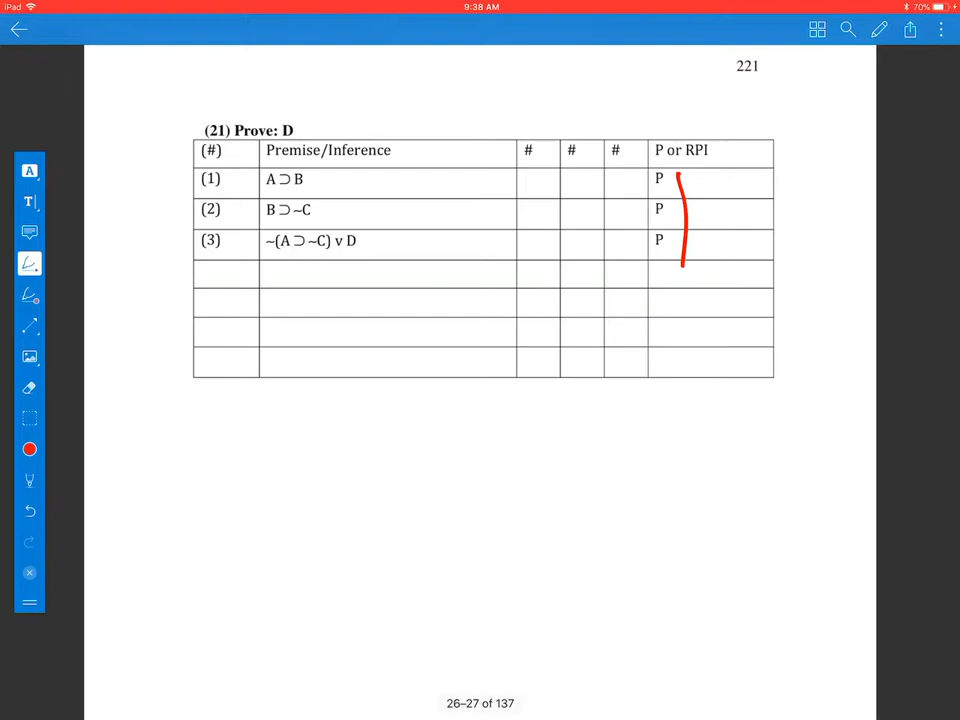 iPad 9:38 AM 70%
221
(21) Prove: D
(#) Premise/Inference # # # P or RPI
(1) A ⊃ B P
(2) B ⊃ ~C P
(3) ~(A ⊃ ~C) v D P
A
T
26–27 of 137